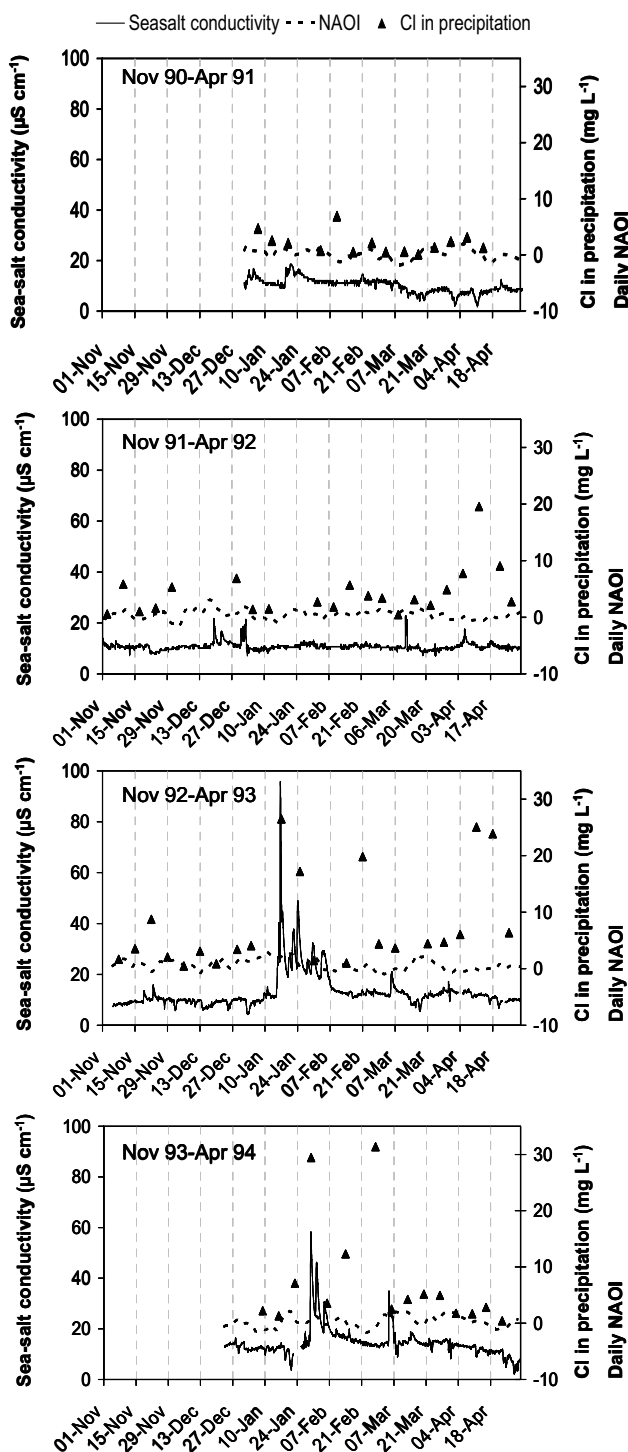 Seasalt conductivity NAOI Cl in precipitation
Nov 90-Apr 91
Sea-salt conductivity (µS cm-1)
100
80
60
40
20
0
30
20
10
0
-10
Cl in precipitation (mg L-1)
Daily NAOI
01-Nov
15-Nov
29-Nov
13-Dec
27-Dec
10-Jan
24-Jan
07-Feb
21-Feb
07-Mar
21-Mar
04-Apr
18-Apr
Nov 91-Apr 92
Sea-salt conductivity (µS cm-1)
100
80
60
40
20
0
30
20
10
0
-10
Cl in precipitation (mg L-1)
Daily NAOI
01-Nov
15-Nov
29-Nov
13-Dec
27-Dec
10-Jan
24-Jan
07-Feb
21-Feb
06-Mar
20-Mar
03-Apr
17-Apr
Nov 92-Apr 93
Sea-salt conductivity (µS cm-1)
100
80
60
40
20
0
30
20
10
0
-10
Cl in precipitation (mg L-1)
Daily NAOI
01-Nov
15-Nov
29-Nov
13-Dec
27-Dec
10-Jan
24-Jan
07-Feb
21-Feb
07-Mar
21-Mar
04-Apr
18-Apr
Nov 93-Apr 94
Sea-salt conductivity (µS cm-1)
100
80
60
40
20
0
30
20
10
0
-10
Cl in precipitation (mg L-1)
Daily NAOI
01-Nov
15-Nov
29-Nov
13-Dec
27-Dec
10-Jan
24-Jan
07-Feb
21-Feb
07-Mar
21-Mar
04-Apr
18-Apr